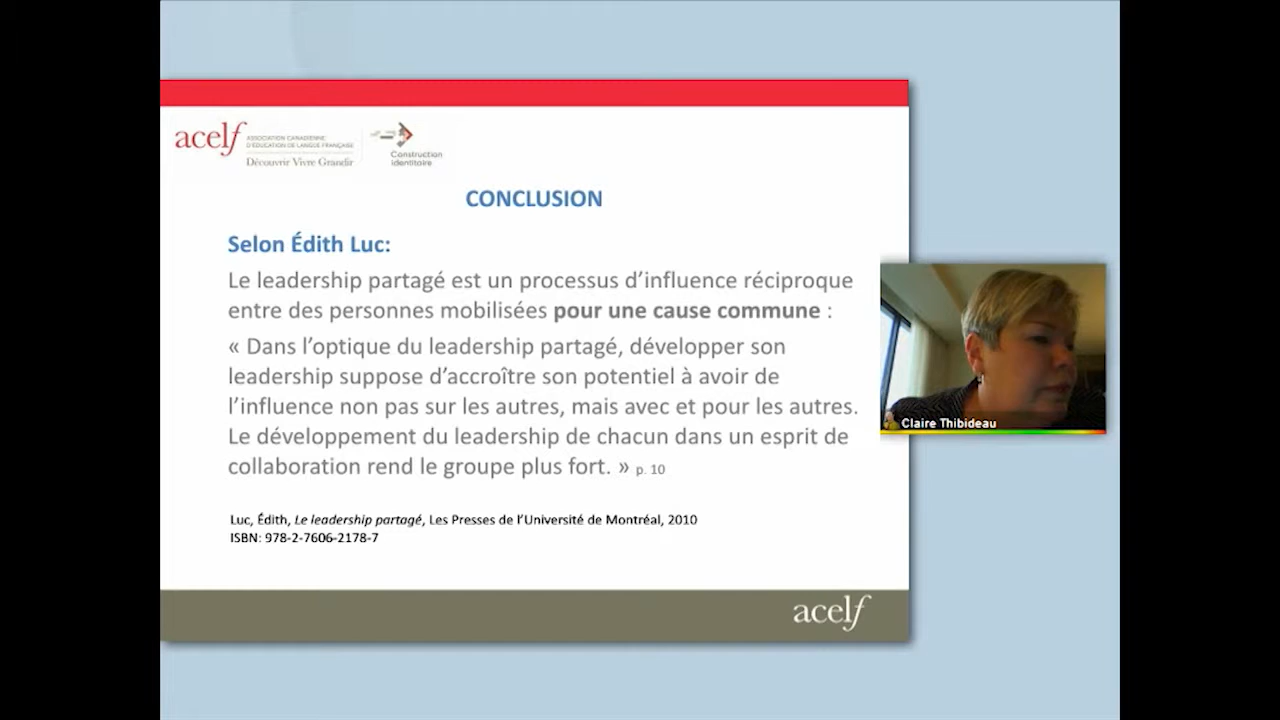 acelf
ASSOCIATION CANADIENNE
D'ÉDUCATION DE LANGUE FRANÇAISE
Découvrir Vivre Grandir
Construction
identitaire
CONCLUSION
Selon Édith Luc:
Le leadership partagé est un processus d'influence réciproque
entre des personnes mobilisées pour une cause commune :
« Dans l'optique du leadership partagé, développer son
leadership suppose d'accroître son potentiel à avoir de
l'influence non pas sur les autres, mais avec et pour les autres.
Le développement du leadership de chacun dans un esprit de
collaboration rend le groupe plus fort. » p. 10
Luc, Édith, Le leadership partagé, Les Presses de l'Université de Montréal, 2010
ISBN: 978-2-7606-2178-7
Claire Thibideau
acelf